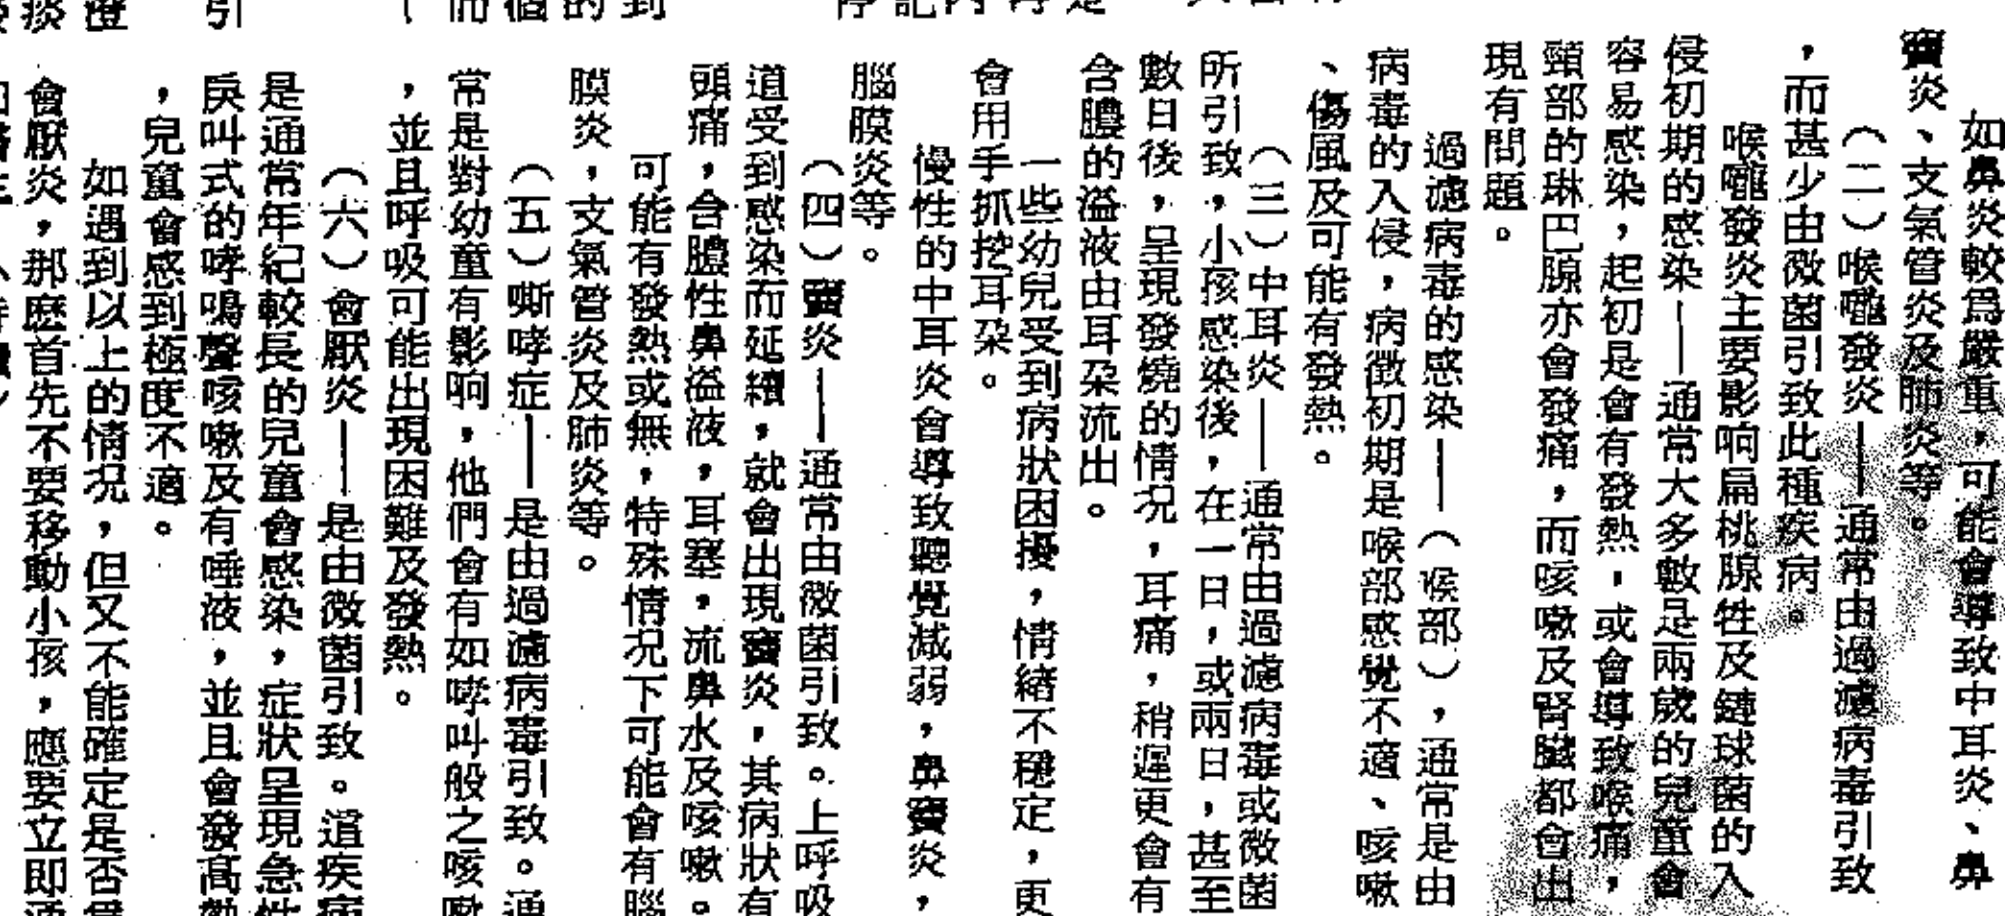 如鼻炎較爲嚴重，可能會導致中耳炎、鼻
竇炎、支氣管炎及肺炎等。
（二）喉嚨發炎——通常由過濾病毒引致
，而甚少由微菌引致此種疾病。
喉嚨發炎主要影响扁桃腺性及鏈球菌的入
侵初期的感染——通常大多數是兩歲的兒童會
容易感染，起初是會有發熱，或會導致喉痛，
頸部的琳巴腺亦會發痛，而咳嗽及腎臟都會出
現有問題。
過濾病毒的感染——（喉部），通常是由
病毒的入侵，病徵初期是喉部感覺不適、咳嗽
、傷風及可能有發熱。
（三）中耳炎——通常由過濾病毒或微菌
所引致，小孩感染後，在一日，或兩日，甚至
數日後，呈現發燒的情况，耳痛，稍遲更會有
含膿的溢液由耳朶流出。
一些幼兒受到病狀困擾，情緒不穩定，更
會用手抓挖耳朶。
慢性的中耳炎會導致聽覺减弱，鼻竇炎，
腦膜炎等。
（四）竇炎——通常由微菌引致。上呼吸
道受到感染而延續，就會出現竇炎，其病狀有
頭痛，含膿性鼻溢液，耳塞，流鼻水及咳嗽。
可能有發熱或無，特殊情况下可能會有腦
膜炎，支氣管炎及肺炎等。
（五）嘶哮症——是由過濾病毒引致。通
常是對幼童有影响，他們會有如哮叫般之咳嗽
，並且呼吸可能出現困難及發熱。
（六）會厭炎——是由微菌引致。這疾病
是通常年紀較長的兒童會感染，症狀呈現急性
戾叫式的哮鳴聲咳嗽及有唾液，並且會發高
，兒童會感到極度不適。
如遇到以上的情况，但又不能確定是否
會厭炎，那麽首先不要移動小孩，應要立即